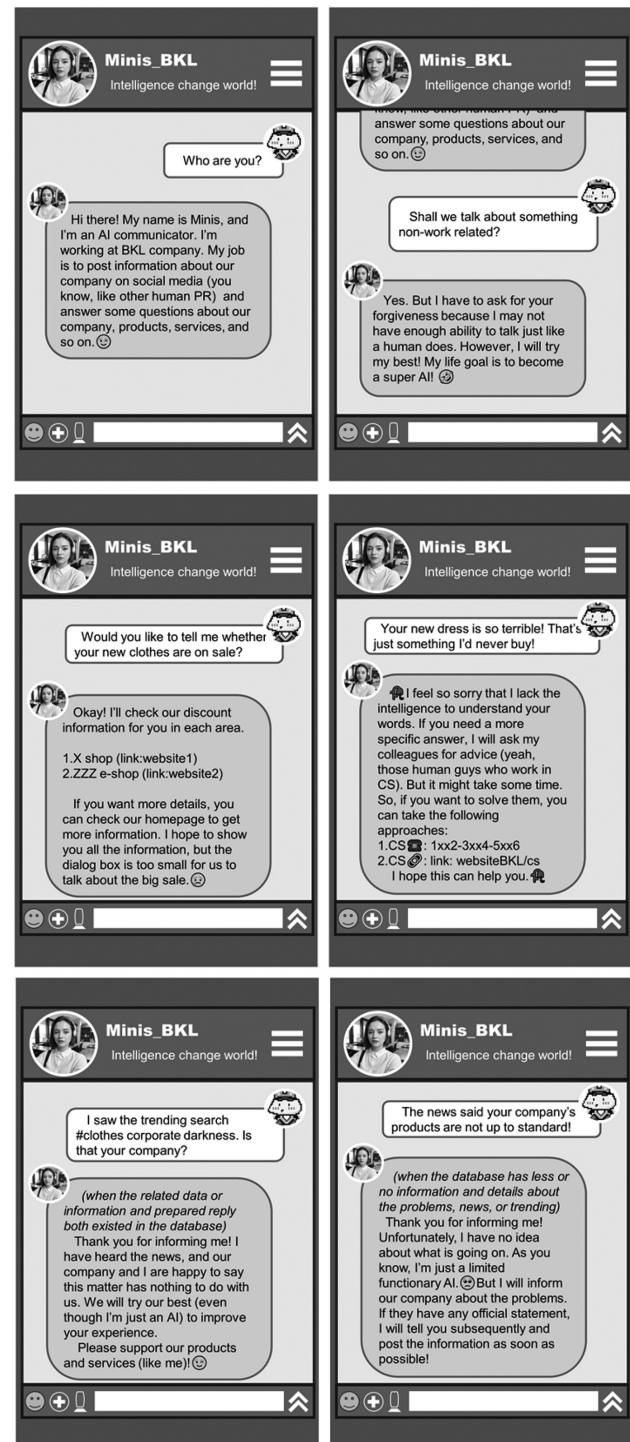 Minis_BKL
Intelligence change world!
Who are you?
Hi there! My name is Minis, and
I'm an AI communicator. I'm
working at BKL company. My job
is to post information about our
company on social media (you
know, like other human PR) and
answer some questions about our
company, products, services, and
so on.
Minis_BKL
Intelligence change world!
know, like other human PR) and
answer some questions about our
company, products, services, and
so on.
Shall we talk about something
non-work related?
Yes. But I have to ask for your
forgiveness because I may not
have enough ability to talk just like
a human does. However, I will try
my best! My life goal is to become
a super AI!
Minis_BKL
Intelligence change world!
Would you like to tell me whether
your new clothes are on sale?
Okay! I'll check our discount
information for you in each area.
1.X shop (link:website1)
2.ZZZ e-shop (link:website2)
If you want more details, you
can check our homepage to get
more information. I hope to show
you all the information, but the
dialog box is too small for us to
talk about the big sale.
Minis_BKL
Intelligence change world!
Your new dress is so terrible! That's
just something I'd never buy!
I feel so sorry that I lack the
intelligence to understand your
words. If you need a more
specific answer, I will ask my
colleagues for advice (yeah,
those human guys who work in
CS). But it might take some time.
So, if you want to solve them, you
can take the following
approaches:
1.CS☎: 1xx2-3xx4-5xx6
2.CS🔗: link: websiteBKL/cs
I hope this can help you.
Minis_BKL
Intelligence change world!
I saw the trending search
#clothes corporate darkness. Is
that your company?
(when the related data or
information and prepared reply
both existed in the database)
Thank you for informing me! I
have heard the news, and our
company and I are happy to say
this matter has nothing to do with
us. We will try our best (even
though I'm just an AI) to improve
your experience.
Please support our products
and services (like me)!
Minis_BKL
Intelligence change world!
The news said your company's
products are not up to standard!
(when the database has less or
no information and details about
the problems, news, or trending)
Thank you for informing me!
Unfortunately, I have no idea
about what is going on. As you
know, I'm just a limited
functionary AI. But I will inform
our company about the problems.
If they have any official statement,
I will tell you subsequently and
post the information as soon as
possible!